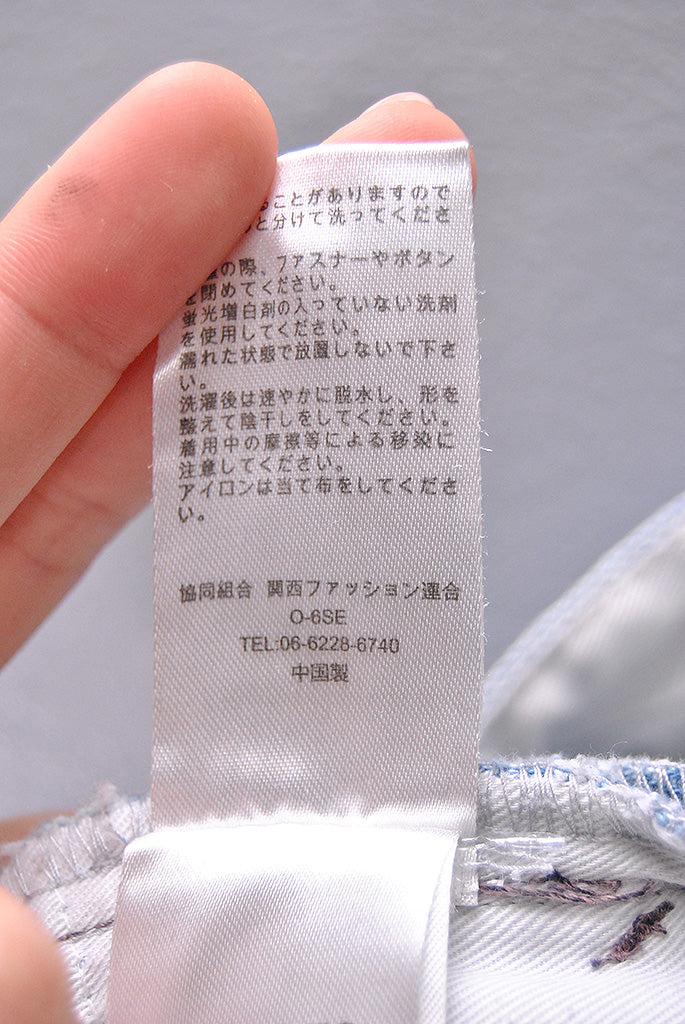 ことがありますので
と分けて洗ってくださ
の際、ファスナーやボタン
を閉めてください。
蛍光増白剤の入っていない洗剤
を使用してください。
濡れた状態で放置しないで下さ
い。
洗濯後は速やかに脱水し、形を
整えて陰干しをしてください。
着用中の摩擦等による移染に
注意してください。
アイロンは当て布をしてくださ
い。
協同組合 関西ファッション連合
O-6SE
TEL:06-6228-6740
中国製